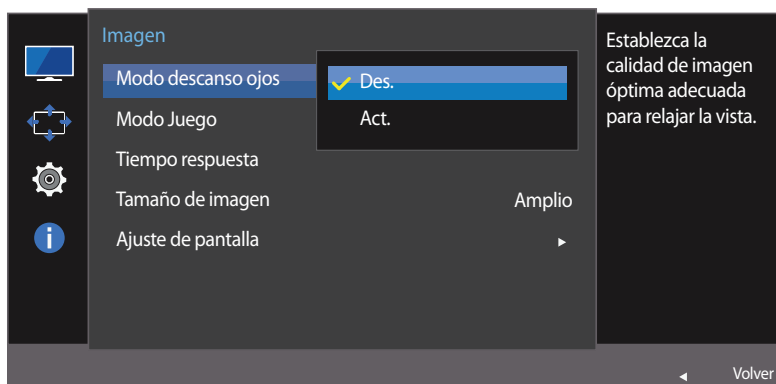 Imagen
Modo descanso ojos
Des.
Modo Juego
Act.
Tiempo respuesta
Tamaño de imagen
Amplio
Ajuste de pantalla
Establezca la
calidad de imagen
óptima adecuada
para relajar la vista.
Volver